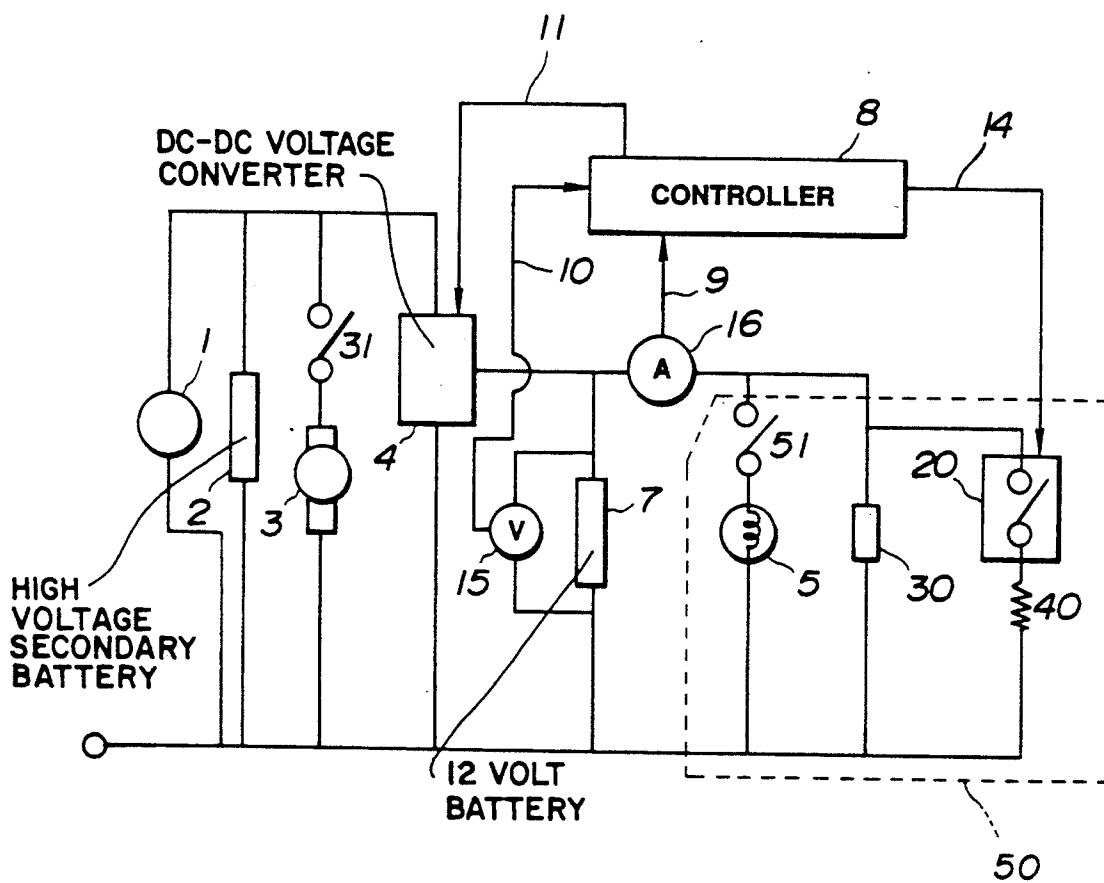 11
8
14
DC-DC VOLTAGE
CONVERTER
CONTROLLER
10
9
16
1
31
A
51
20
4
7
2
3
V
15
5
30
40
HIGH
VOLTAGE
SECONDARY
BATTERY
12 VOLT
BATTERY
50